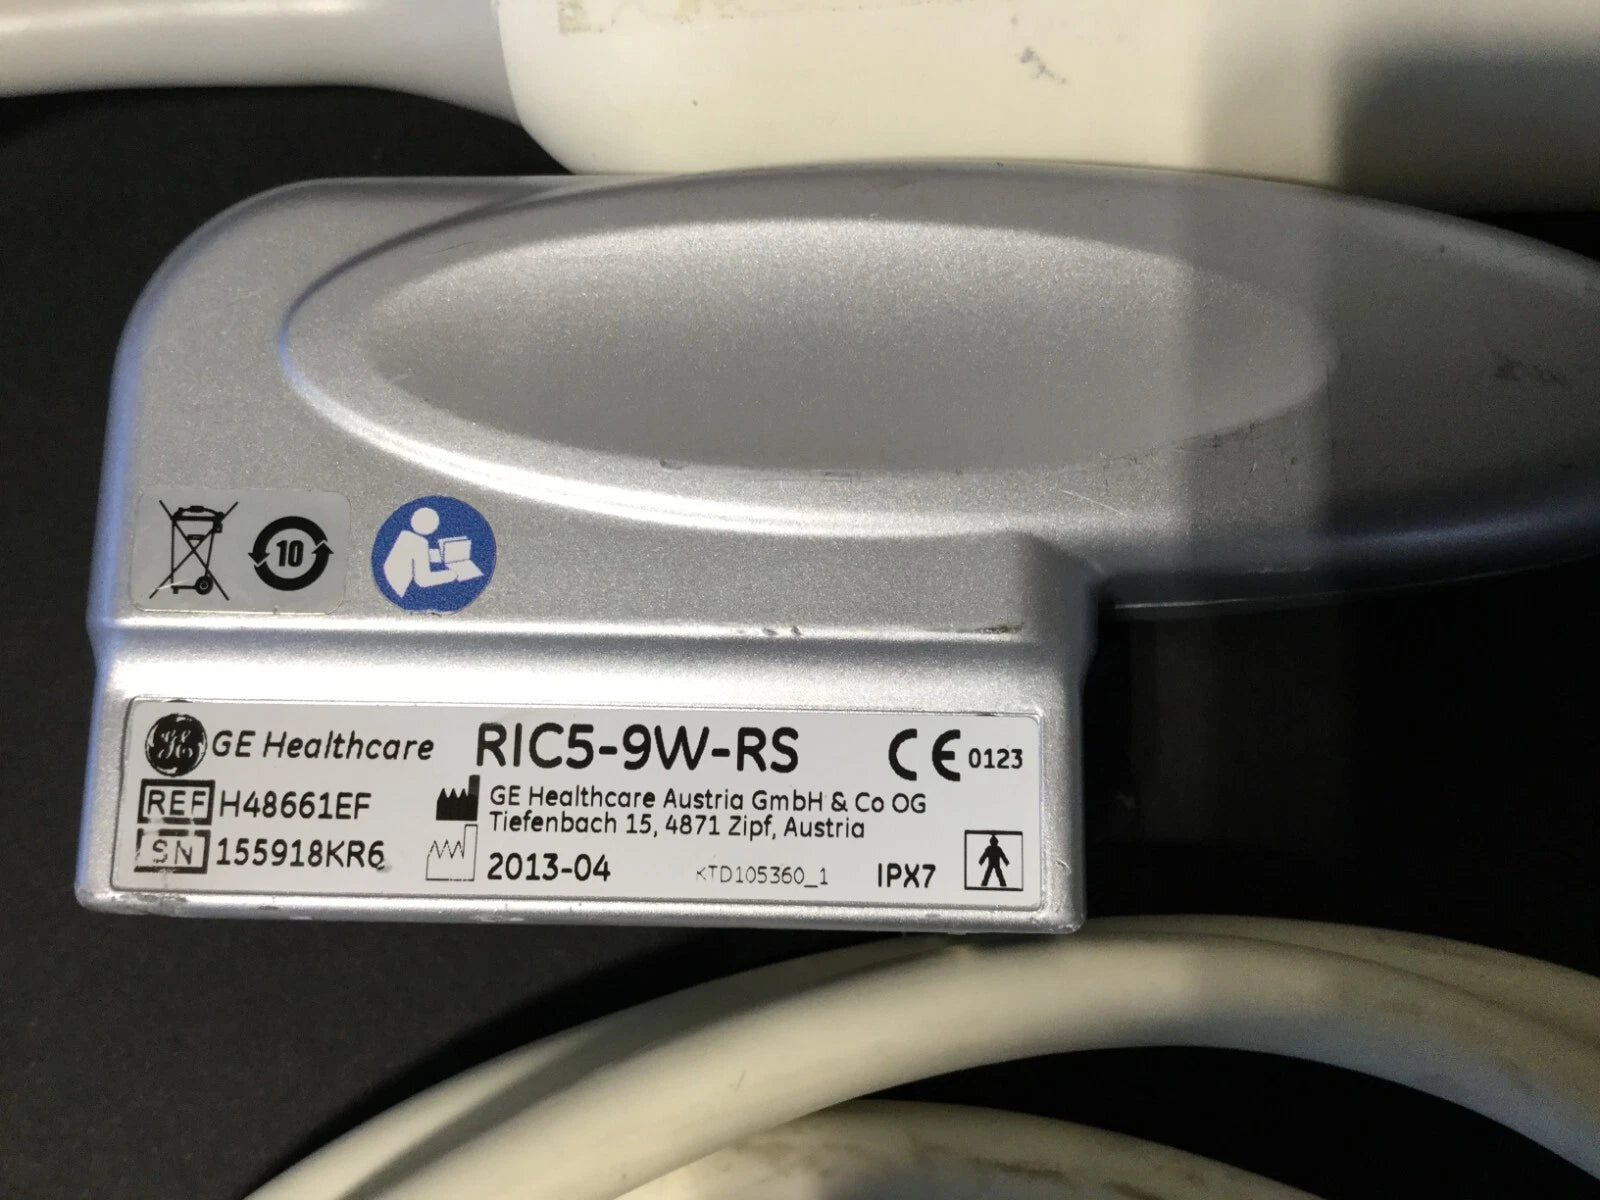 10
GE Healthcare RIC5-9W-RS CE 0123
REF H48661EF
GE Healthcare Austria GmbH & Co OG
Tiefenbach 15, 4871 Zipf, Austria
SN 155918KR6
2013-04 KTD105360_1 IPX7